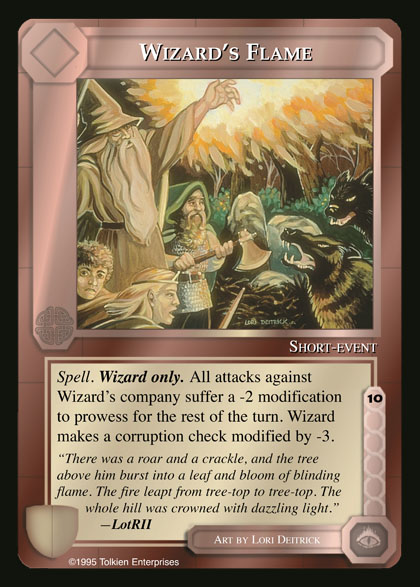 Wizard's Flame
LORI DEITRICK
Short-event
Spell. Wizard only. All attacks against
Wizard's company suffer a -2 modification
to prowess for the rest of the turn. Wizard
makes a corruption check modified by -3.
"There was a roar and a crackle, and the tree
above him burst into a leaf and bloom of blinding
flame. The fire leapt from tree-top to tree-top. The
whole hill was crowned with dazzling light."
—LotRII
10
Art by Lori Deitrick
©1995 Tolkien Enterprises